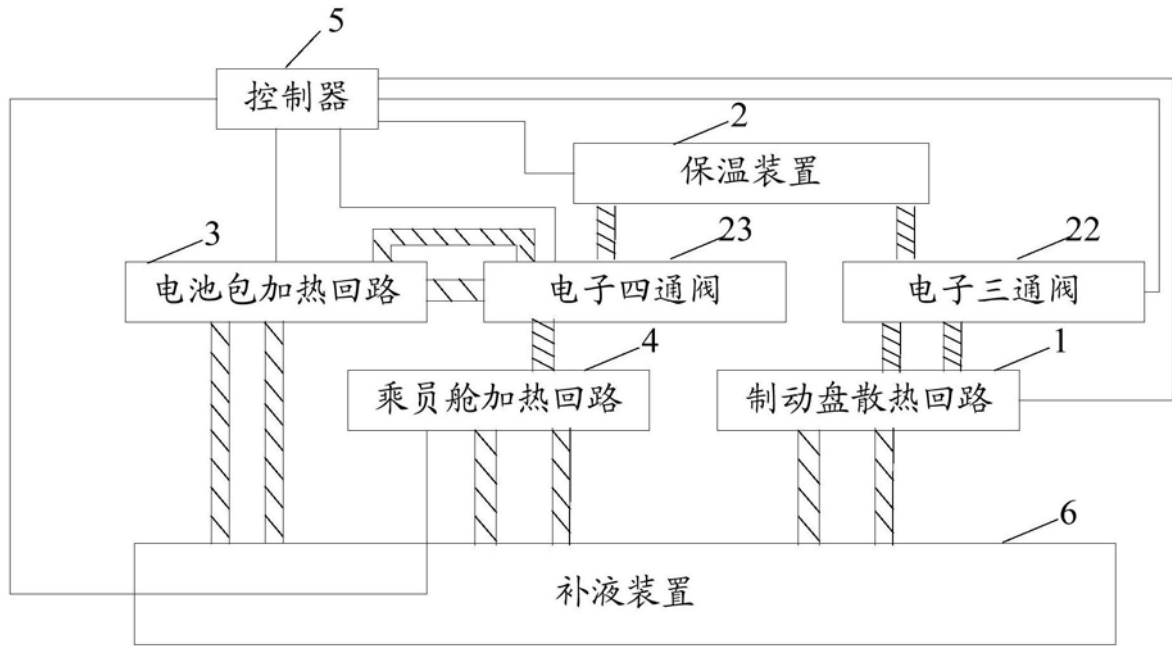 5
控制器
2
保温装置
3
23
22
电池包加热回路
电子四通阀
电子三通阀
4
1
乘员舱加热回路
制动盘散热回路
6
补液装置